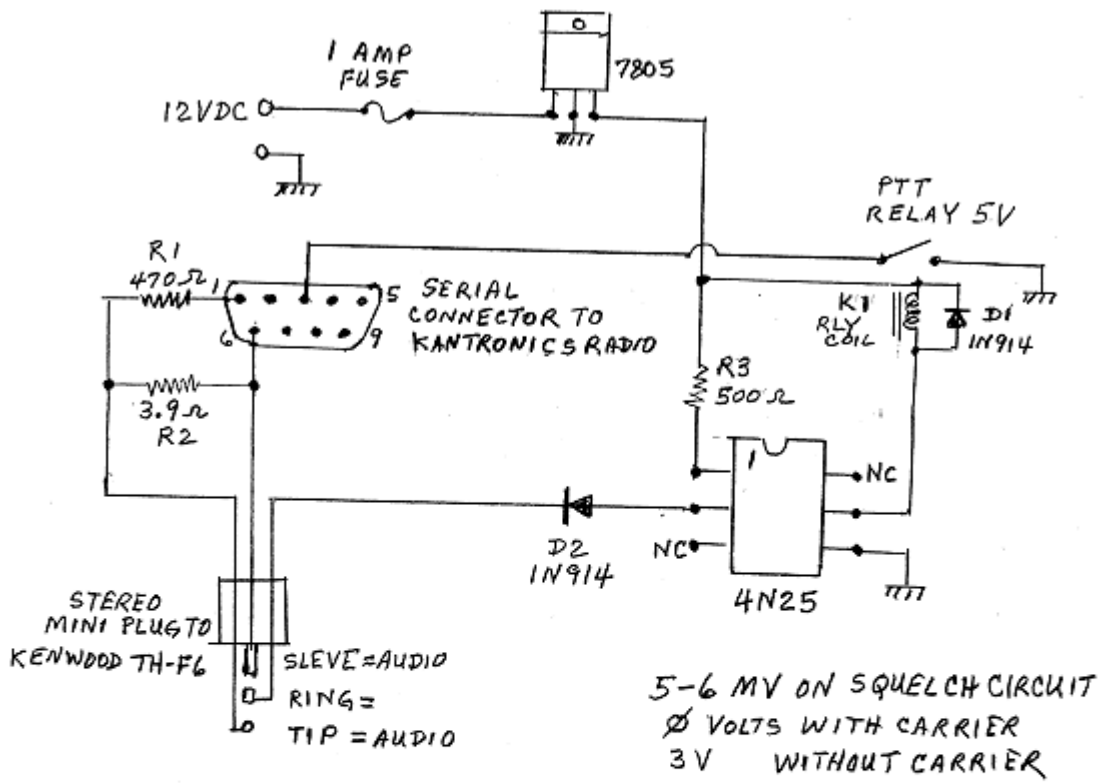 1 AMP
FUSE
7805
12VDC
PTT
RELAY 5V
R1
470Ω
1
5
SERIAL
CONNECTOR TO
KANTRONICS RADIO
6
9
K1
RLY
COIL
D1
1N914
3.9Ω
R2
R3
500Ω
1
NC
NC
D2
1N914
4N25
STEREO
MINI PLUG TO
KENWOOD TH-F6
SLEVE=AUDIO
RING=
TIP=AUDIO
5-6 MV ON SQUELCH CIRCUIT
Ø VOLTS WITH CARRIER
3V WITHOUT CARRIER